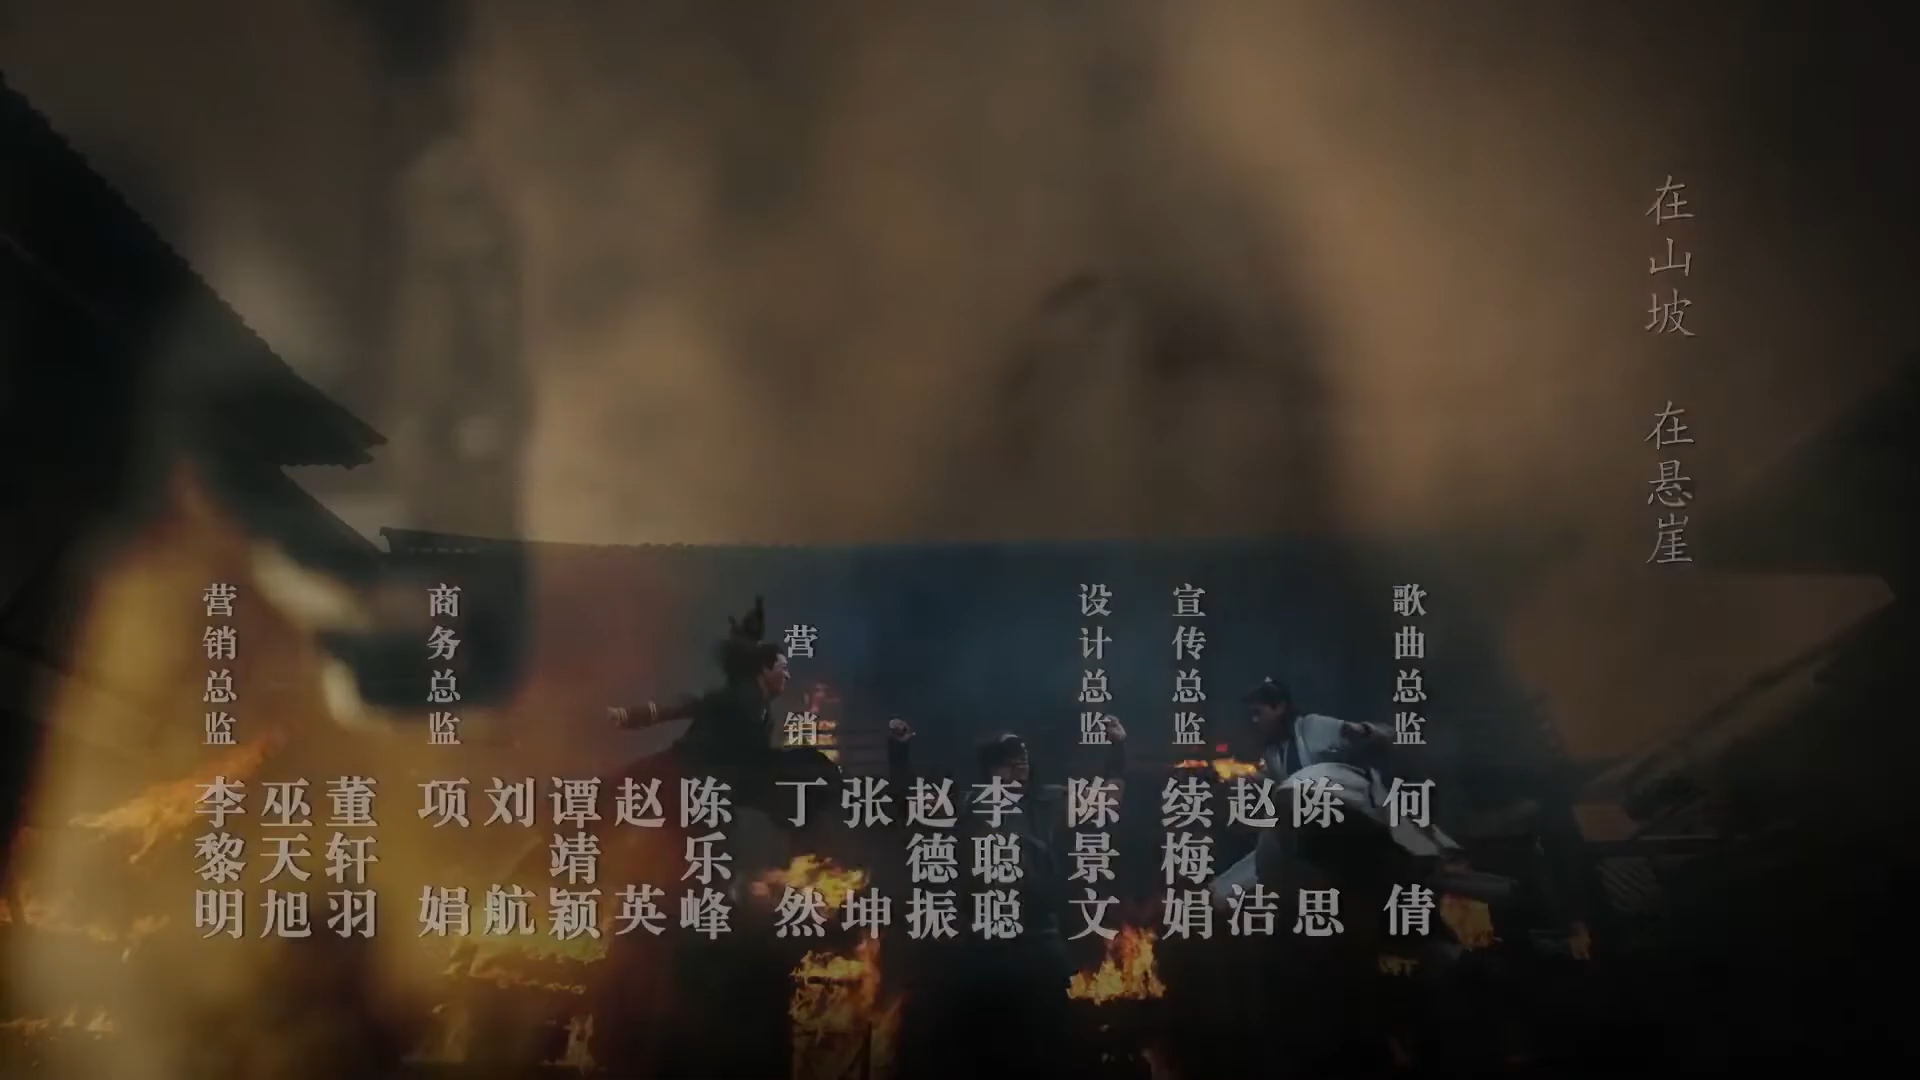 在山坡 在悬崖
歌曲总监
何倩
宣传总监
陈思
赵洁
续梅娟
设计总监
陈景文
营销
李聪聪
赵德振
张坤
丁然
商务总监
陈乐峰
赵英
谭靖颖
刘航
项娟
营销总监
董轩羽
巫天旭
李黎明